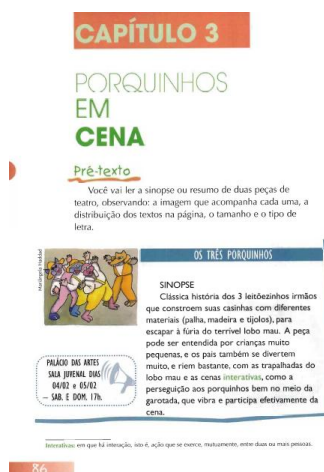 CAPÍTULO 3
PORQUINHOS
EM
CENA
Pré-texto
Você vai ler a sinopse ou resumo de duas peças de
teatro, observando: a imagem que acompanha cada uma, a
distribuição dos textos na página, o tamanho e o tipo de
letra.
Mariângela Haddad
OS TRÊS PORQUINHOS
SINOPSE
Clássica história dos 3 leitõezinhos irmãos
que constroem suas casinhas com diferentes
materiais (palha, madeira e tijolos), para
escapar à fúria do terrível lobo mau. A peça
pode ser entendida por crianças muito
pequenas, e os pais também se divertem
muito, e riem bastante, com as trapalhadas do
lobo mau e as cenas interativas, como a
perseguição aos porquinhos bem no meio da
garotada, que vibra e participa efetivamente da
cena.
PALÁCIO DAS ARTES
SALA JUVENAL DIAS
04/02 e 05/02
– SAB. E DOM. 17h.
Interativas: em que há interação, isto é, ação que se exerce, mutuamente, entre duas ou mais pessoas.
86